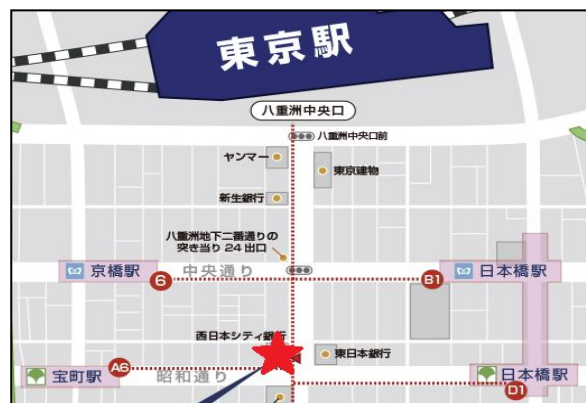 東京駅
八重洲中央口
八重洲中央口前
ヤンマー
東京建物
新生銀行
八重洲地下二番通りの
突き当り 24 出口
京橋駅
中央通り
日本橋駅
6
B1
西日本シティ銀行
東日本銀行
A6
宝町駅
昭和通り
日本橋駅
D1